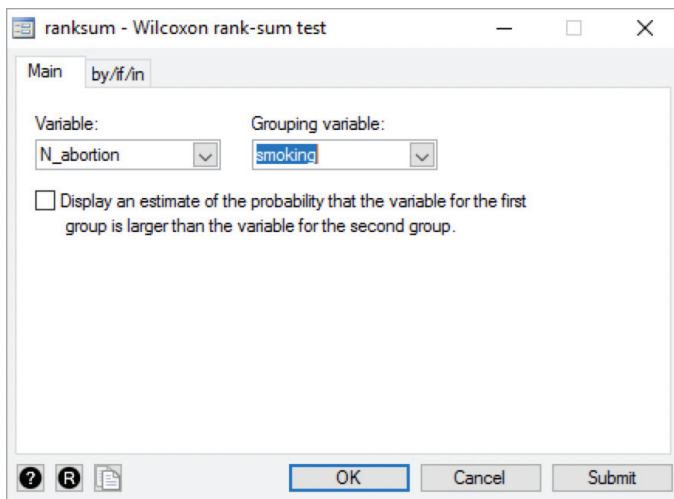 ranksum - Wilcoxon rank-sum test
Main by/if/in
Variable: Grouping variable:
N_abortion smoking
Display an estimate of the probability that the variable for the first
group is larger than the variable for the second group.
? R OK Cancel Submit